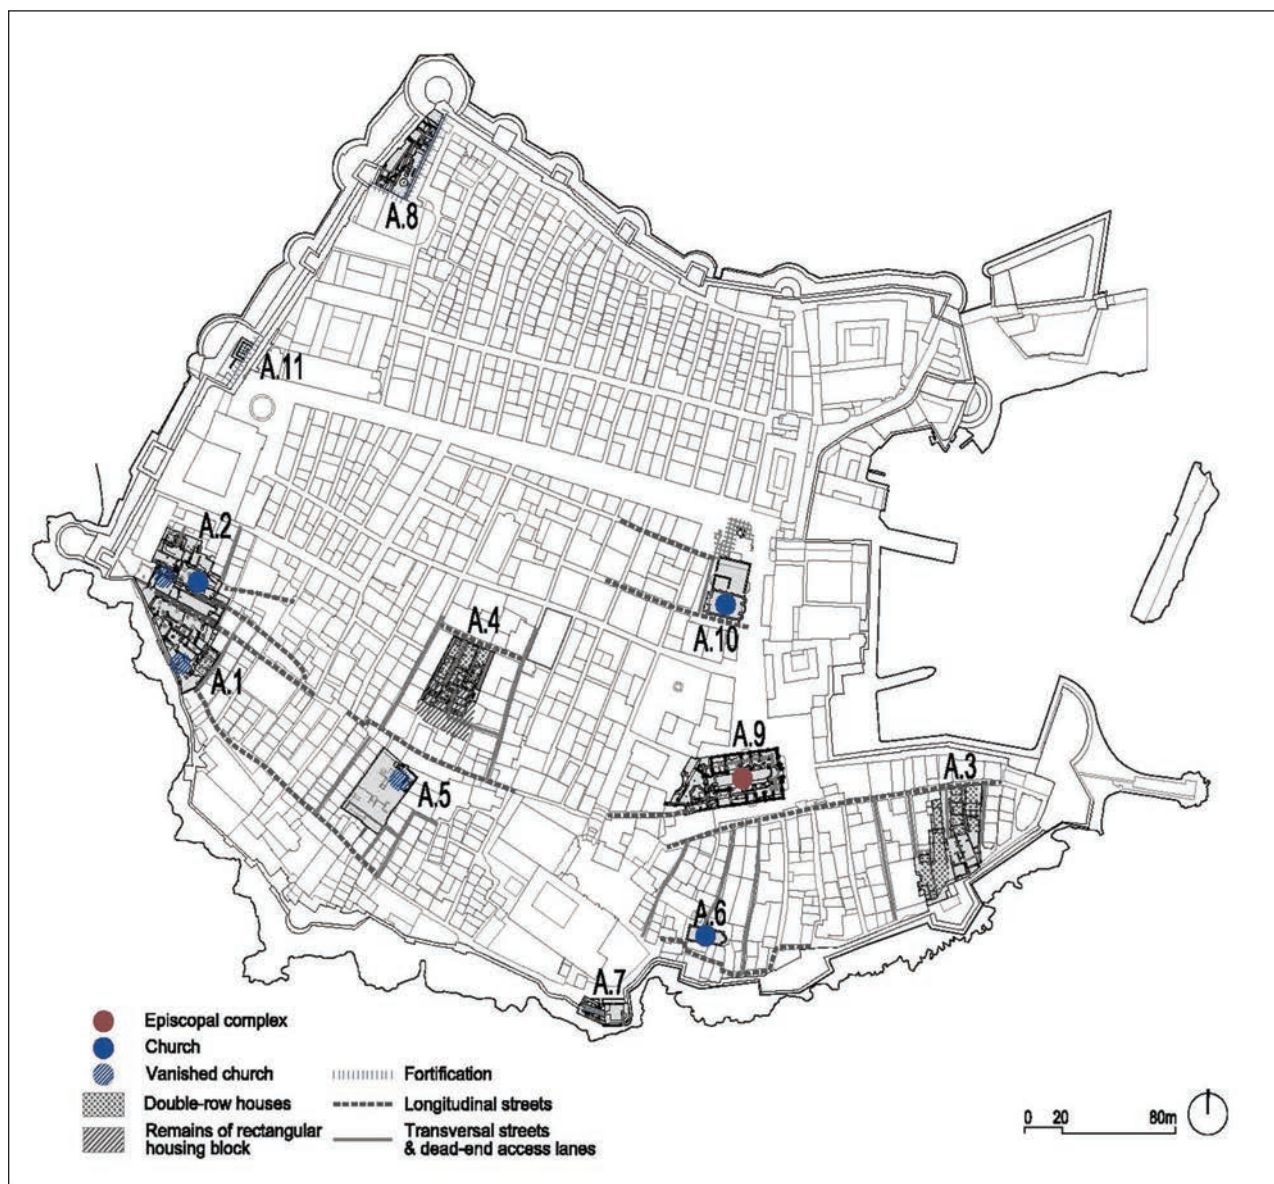 A.8
A.11
A.2
A.4
A.10
A.1
A.9
A.3
A.5
A.6
A.7
Episcopal complex
Church
Vanished church
Fortification
Double-row houses
Longitudinal streets
Remains of rectangular
housing block
Transversal streets
& dead-end access lanes
0 20 80m